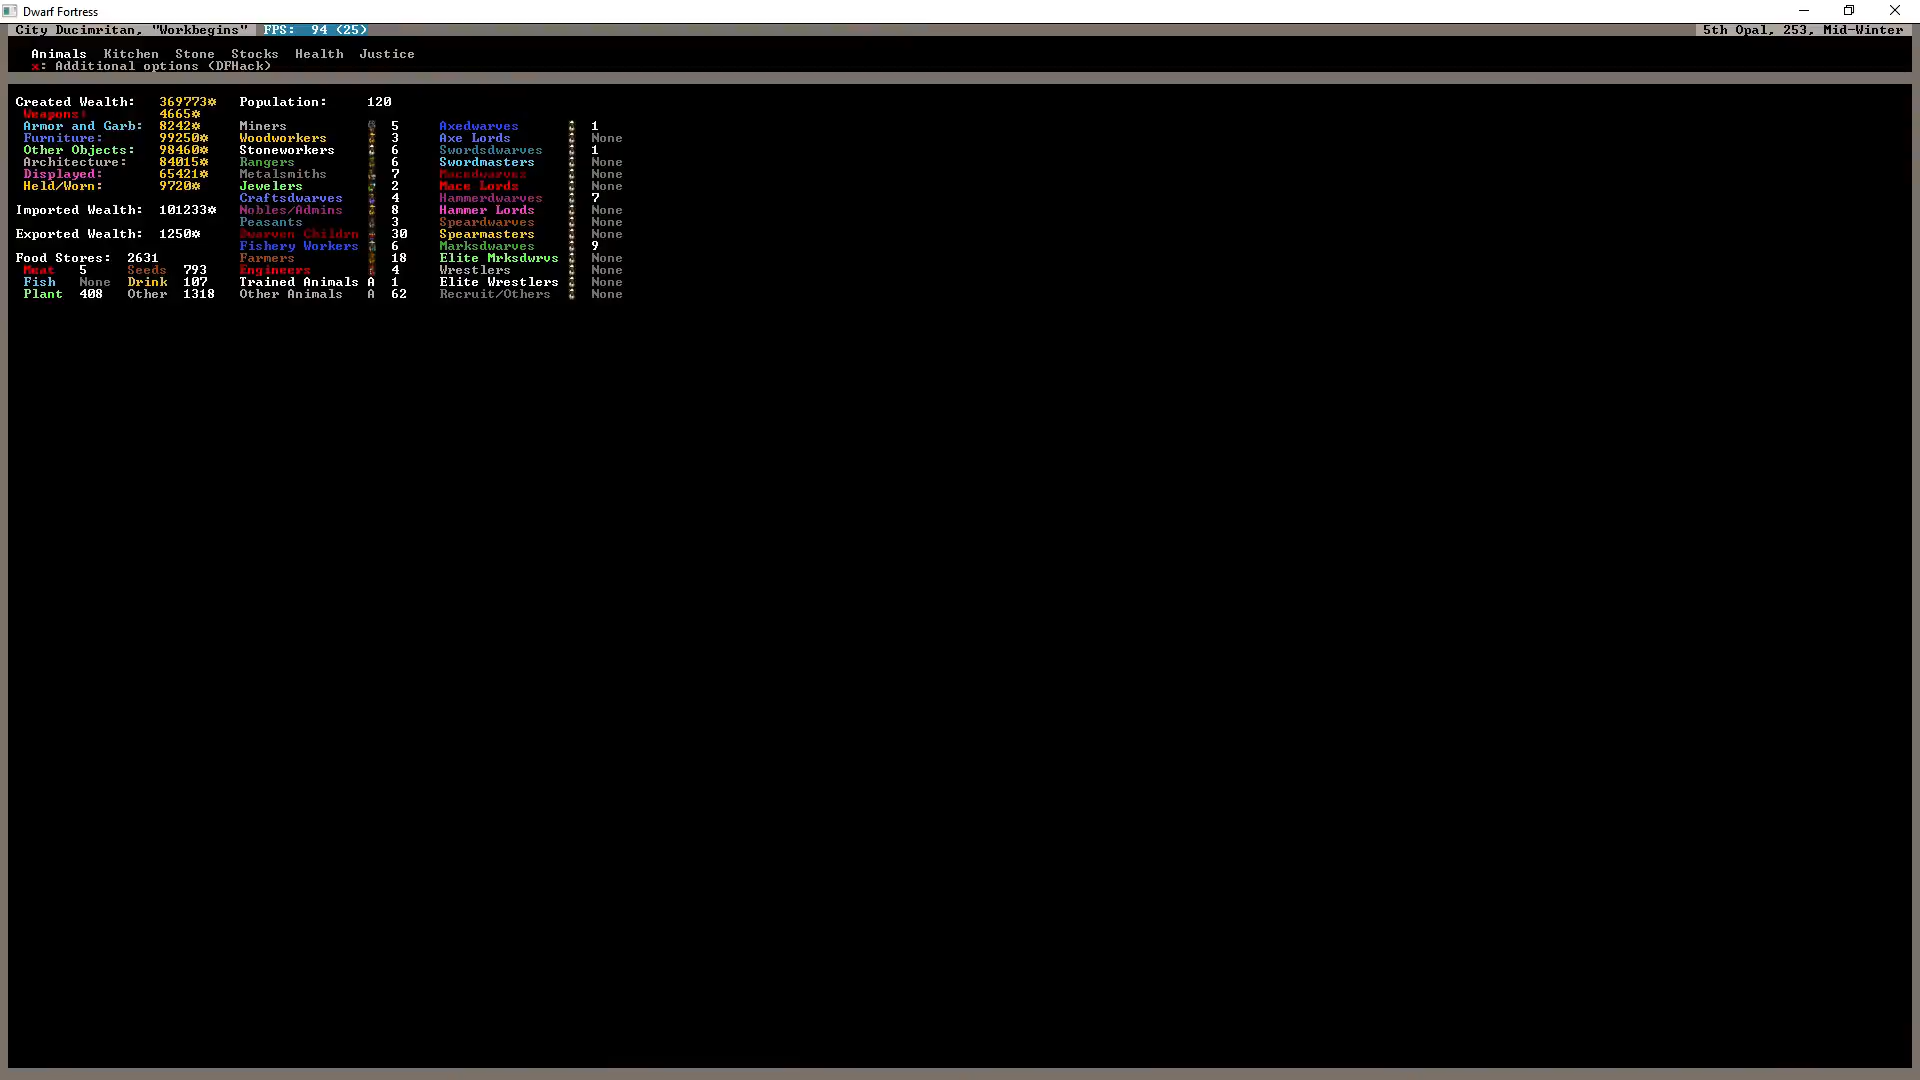 Dwarf Fortress
City Ducimritan, "Workbegins" FPS: 94 (25) 5th Opal, 253, Mid-Winter
Animals Kitchen Stone Stocks Health Justice
x: Additional options (DFHack)
Created Wealth: 369773☼ Population: 120
Weapons: 4665☼
Armor and Garb: 8242☼ Miners 5 Axedwarves 1
Furniture: 99250☼ Woodworkers 3 Axe Lords None
Other Objects: 98460☼ Stoneworkers 6 Swordsdwarves 1
Architecture: 84015☼ Rangers 6 Swordmasters None
Displayed: 65421☼ Metalsmiths 7 Macedwarves None
Held/Worn: 9720☼ Jewelers 2 Mace Lords None
Craftsdwarves 4 Hammerdwarves 7
Imported Wealth: 101233☼ Nobles/Admins 8 Hammer Lords None
Peasants 3 Speardwarves None
Exported Wealth: 1250☼ Dwarven Childrn 30 Spearmasters None
Fishery Workers 6 Marksdwarves 9
Food Stores: 2631 Farmers 18 Elite Mrksdwrvs None
Meat 5 Seeds 793 Engineers 4 Wrestlers None
Fish None Drink 107 Trained Animals A 1 Elite Wrestlers None
Plant 408 Other 1318 Other Animals A 62 Recruit/Others None